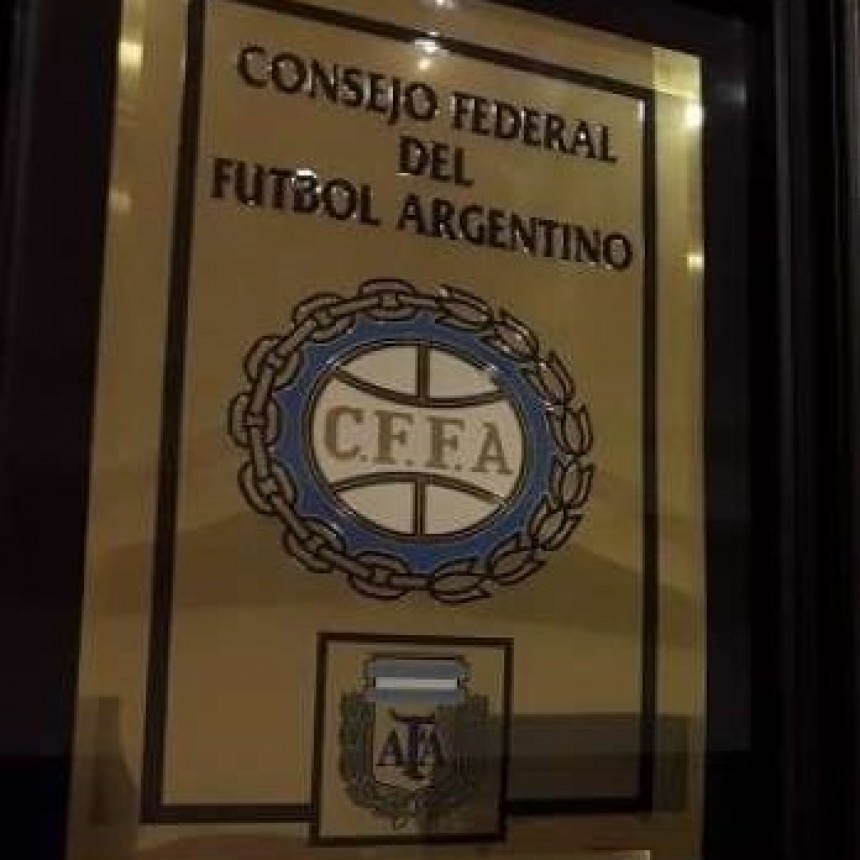 CONSEJO FEDERAL
DEL
FUTBOL ARGENTINO
C.F.F.A
AFA